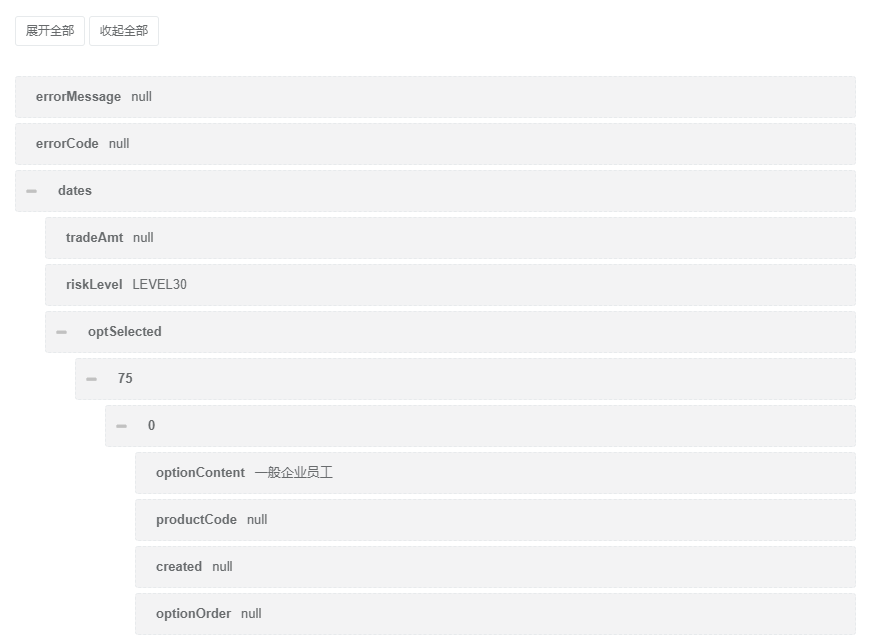 展开全部 收起全部
errorMessage null
errorCode null
dates
tradeAmt null
riskLevel LEVEL30
optSelected
75
0
optionContent 一般企业员工
productCode null
created null
optionOrder null